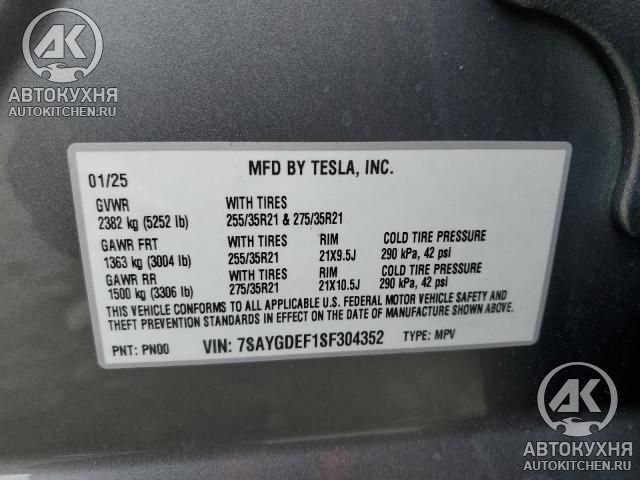 АК
АВТОКУХНЯ
AUTOKITCHEN.RU
MFD BY TESLA, INC.
01/25
GVWR WITH TIRES
2382 kg (5252 lb) 255/35R21 & 275/35R21
GAWR FRT WITH TIRES RIM COLD TIRE PRESSURE
1363 kg (3004 lb) 255/35R21 21X9.5J 290 kPa, 42 psi
GAWR RR WITH TIRES RIM COLD TIRE PRESSURE
1500 kg (3306 lb) 275/35R21 21X10.5J 290 kPa, 42 psi
THIS VEHICLE CONFORMS TO ALL APPLICABLE U.S. FEDERAL MOTOR VEHICLE SAFETY AND
THEFT PREVENTION STANDARDS IN EFFECT ON THE DATE OF MANUFACTURE SHOWN ABOVE.
PNT: PN00 VIN: 7SAYGDEF1SF304352 TYPE: MPV
АК
АВТОКУХНЯ
AUTOKITCHEN.RU